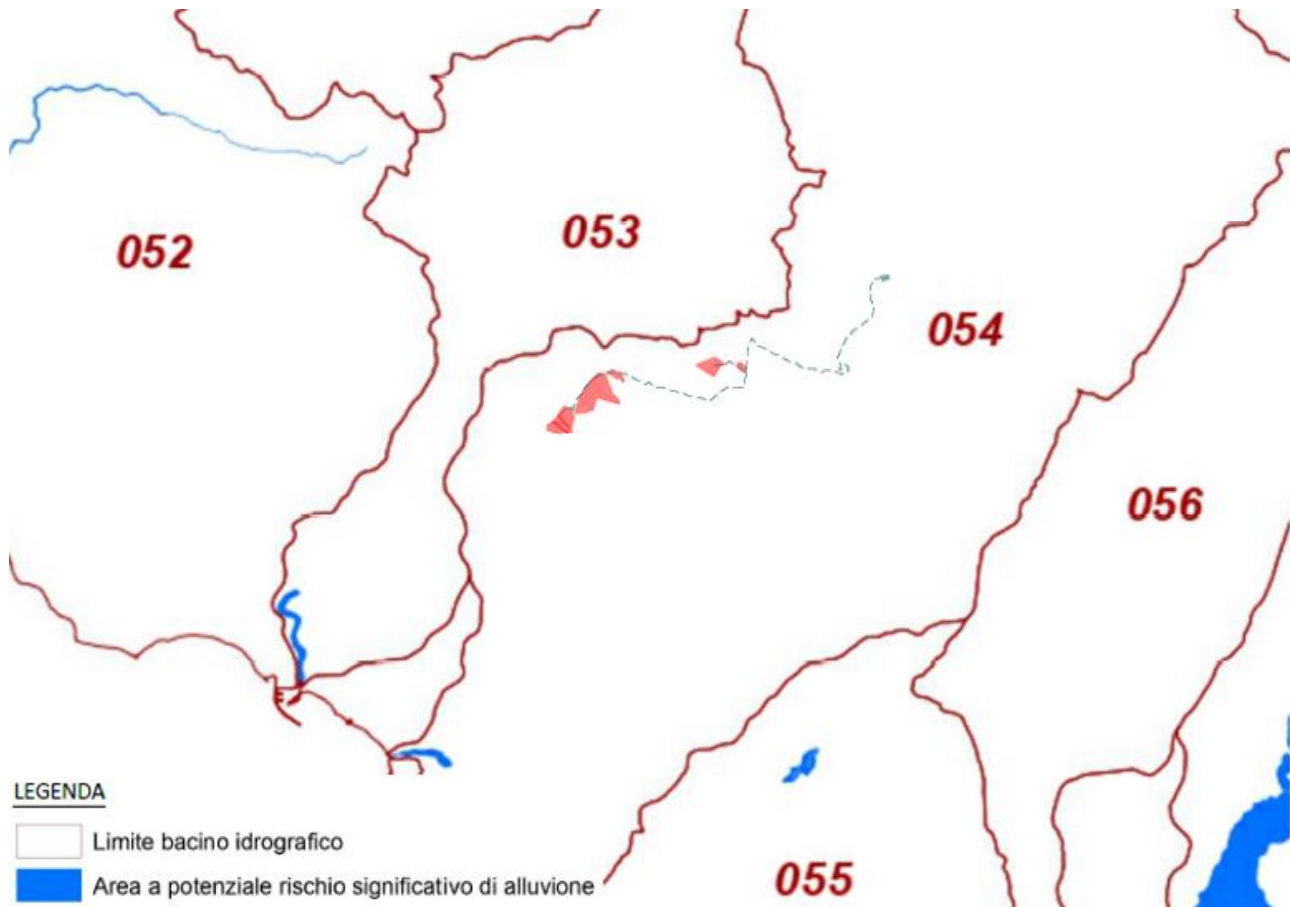 053
052
054
056
LEGENDA
Limite bacino idrografico
Area a potenziale rischio significativo di alluvione
055